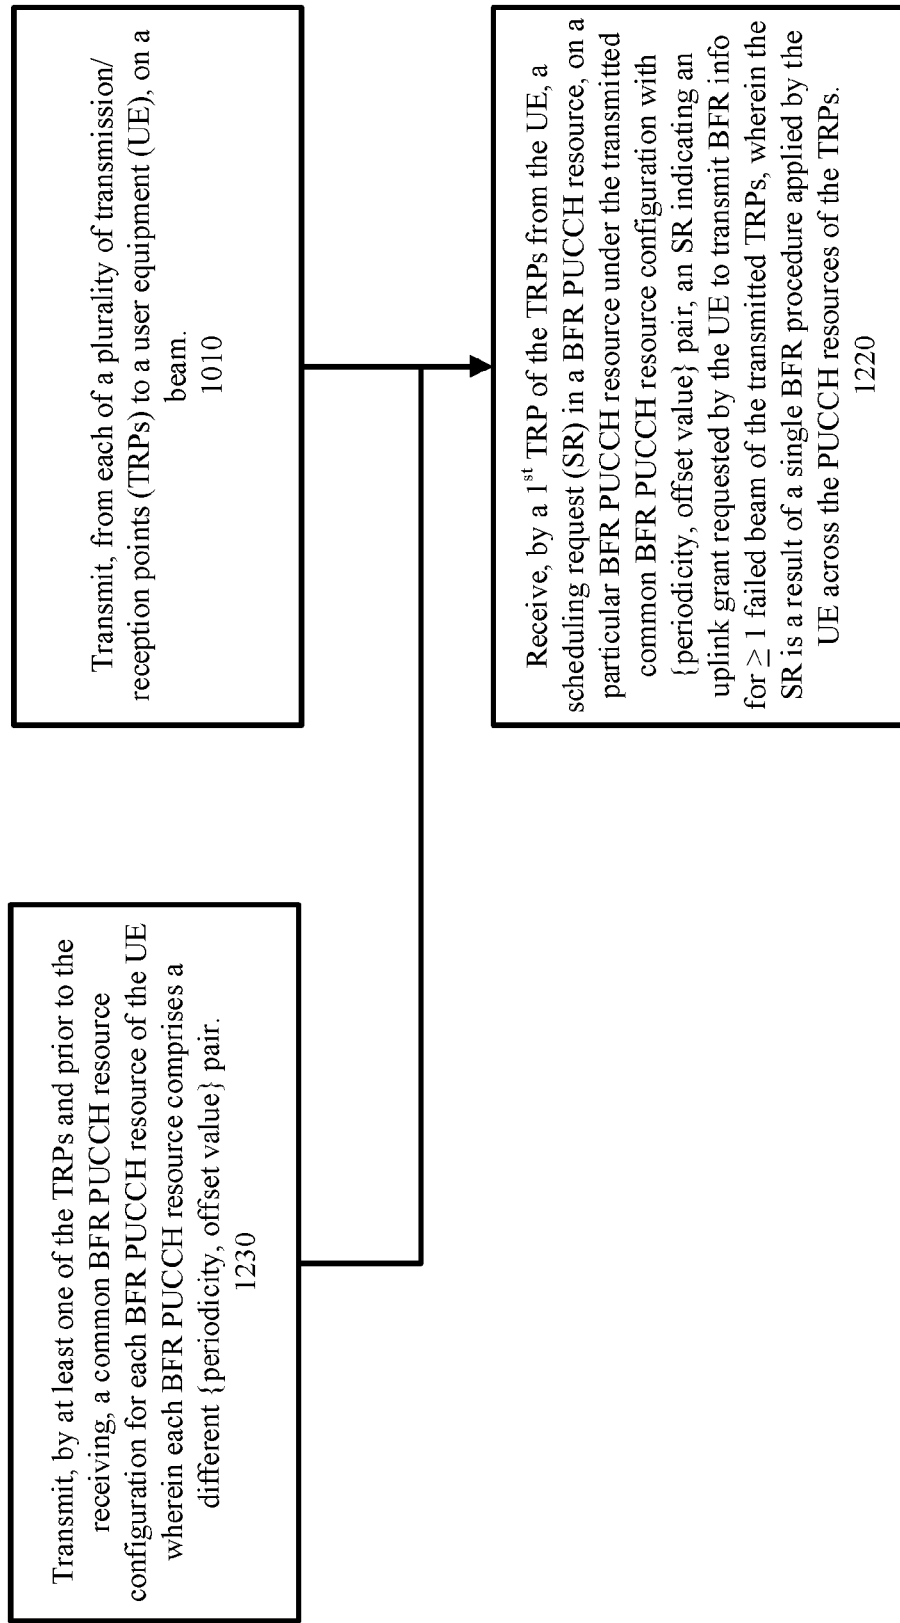 Transmit, by at least one of the TRPs and prior to the
receiving, a common BFR PUCCH resource
configuration for each BFR PUCCH resource of the UE
wherein each BFR PUCCH resource comprises a
different {periodicity, offset value} pair.
1230
Transmit, from each of a plurality of transmission/
reception points (TRPs) to a user equipment (UE), on a
beam.
1010
Receive, by a 1st TRP of the TRPs from the UE, a
scheduling request (SR) in a BFR PUCCH resource, on a
particular BFR PUCCH resource under the transmitted
common BFR PUCCH resource configuration with
{periodicity, offset value} pair, an SR indicating an
uplink grant requested by the UE to transmit BFR info
for ≥ 1 failed beam of the transmitted TRPs, wherein the
SR is a result of a single BFR procedure applied by the
UE across the PUCCH resources of the TRPs.
1220